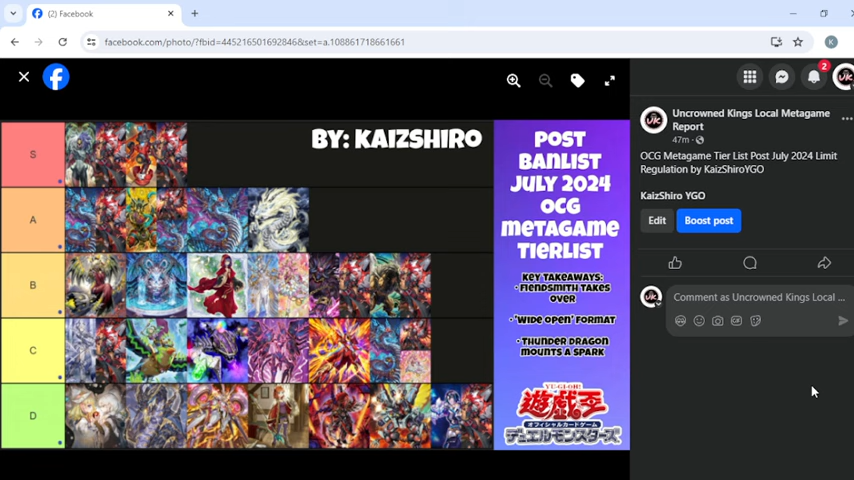 (2) Facebook
facebook.com/photo/?fbid=445216501692846&set=a.108861718661661
K
2
S
A
B
C
D
BY: KAIZSHIRO
POST
BANLIST
JULY 2024
OCG
METAGAME
TIERLIST
KEY TAKEAWAYS:
- FIENDSMITH TAKES
OVER
- 'WIDE OPEN' FORMAT
- THUNDER DRAGON
MOUNTS A SPARK
YU-GI-OH!
遊戯王
オフィシャルカードゲーム
デュエルモンスターズ
Uncrowned Kings Local Metagame
Report
47m ·
OCG Metagame Tier List Post July 2024 Limit
Regulation by KaizShiroYGO
KaizShiro YGO
Edit
Boost post
Comment as Uncrowned Kings Local ...
GIF